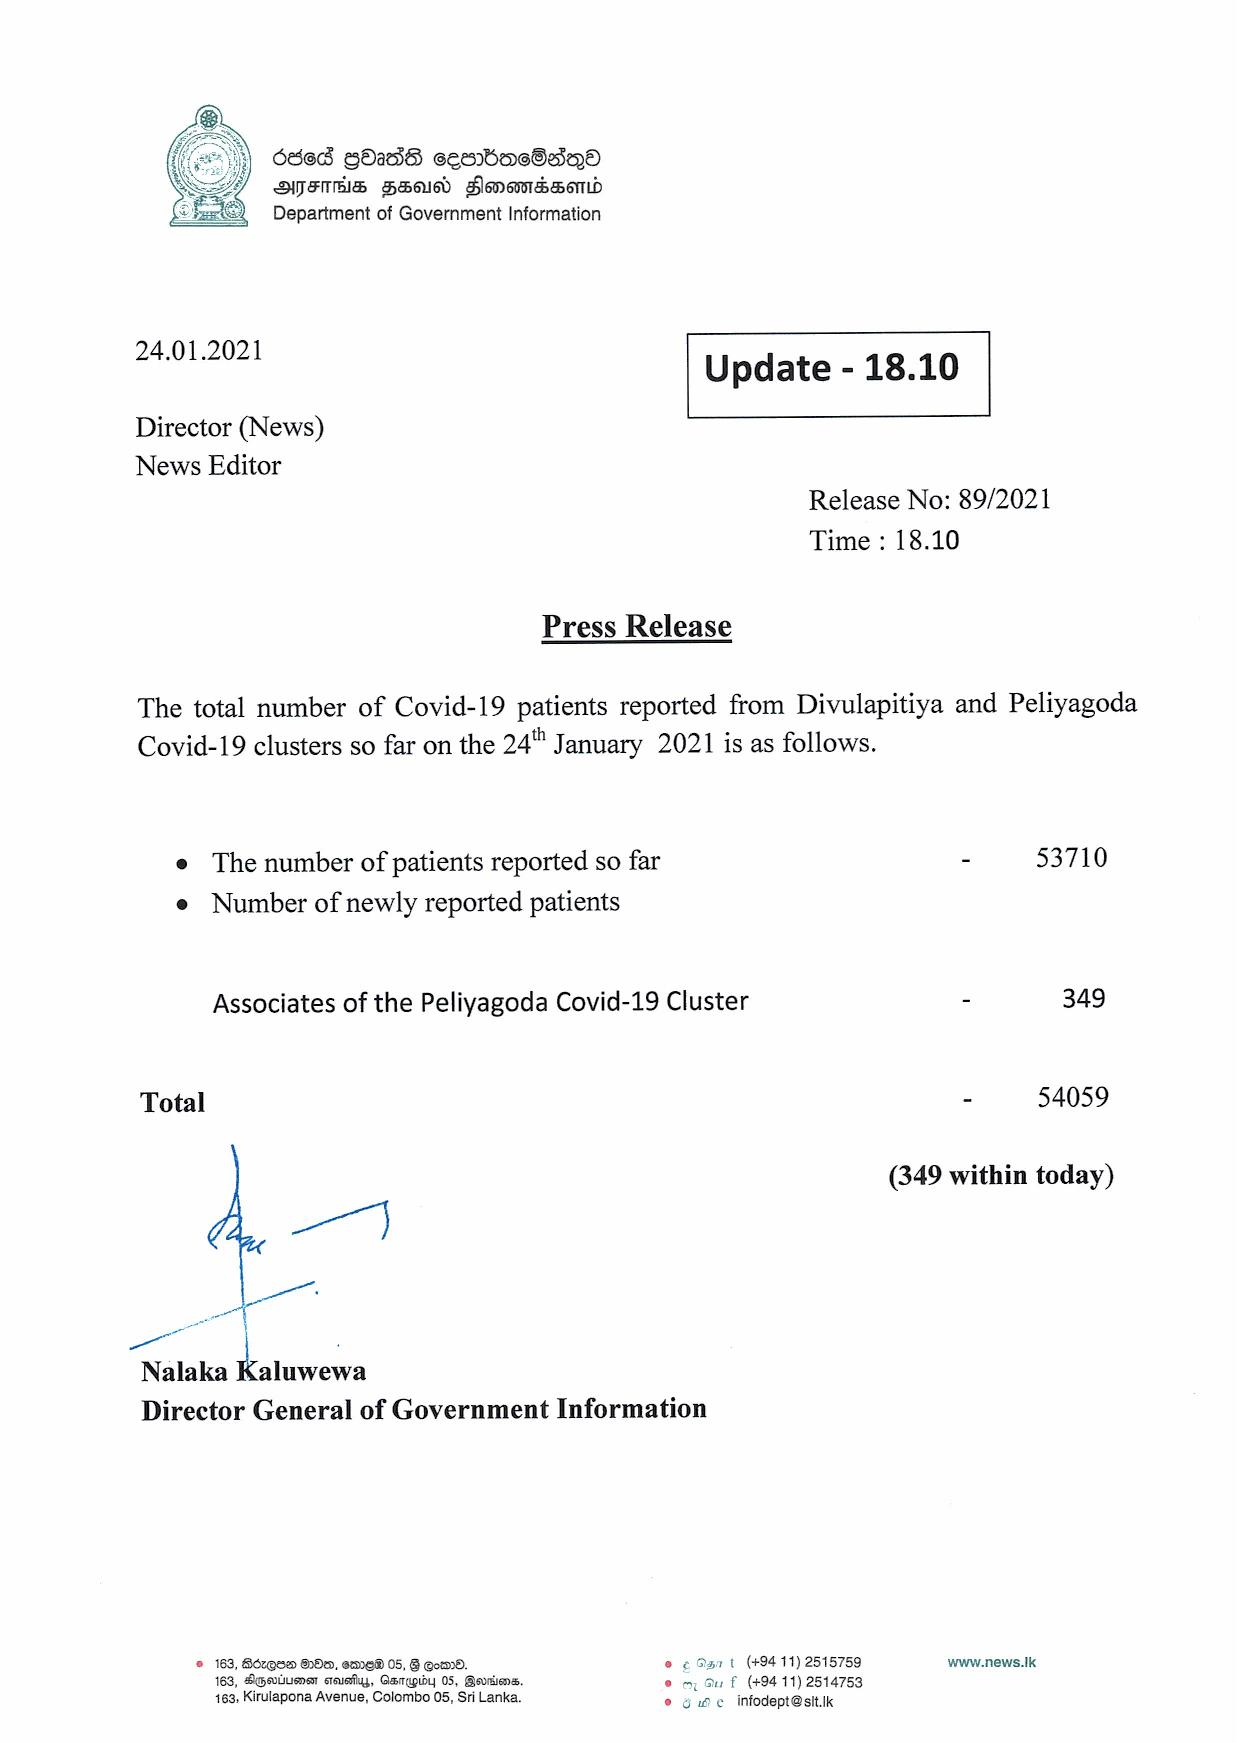 රජයේ ප්‍රවෘත්ති දෙපාර්තමේන්තුව
அரசாங்க தகவல் திணைக்களம்
Department of Government Information
24.01.2021
Update - 18.10
Director (News)
News Editor
Release No: 89/2021
Time : 18.10
Press Release
The total number of Covid-19 patients reported from Divulapitiya and Peliyagoda
Covid-19 clusters so far on the 24th January 2021 is as follows.
• The number of patients reported so far - 53710
• Number of newly reported patients
Associates of the Peliyagoda Covid-19 Cluster - 349
Total - 54059
(349 within today)
Nalaka Kaluwewa
Director General of Government Information
163, කිරුලපන මාවත, කොළඹ 05, ශ්‍රී ලංකාව.
163, கிருலப்பனை எவனியூ, கொழும்பு 05, இலங்கை.
163, Kirulapona Avenue, Colombo 05, Sri Lanka.
දු தொ t (+94 11) 2515759
ෆැ பெ f (+94 11) 2514753
ඊ மி e infodept@slt.lk
www.news.lk